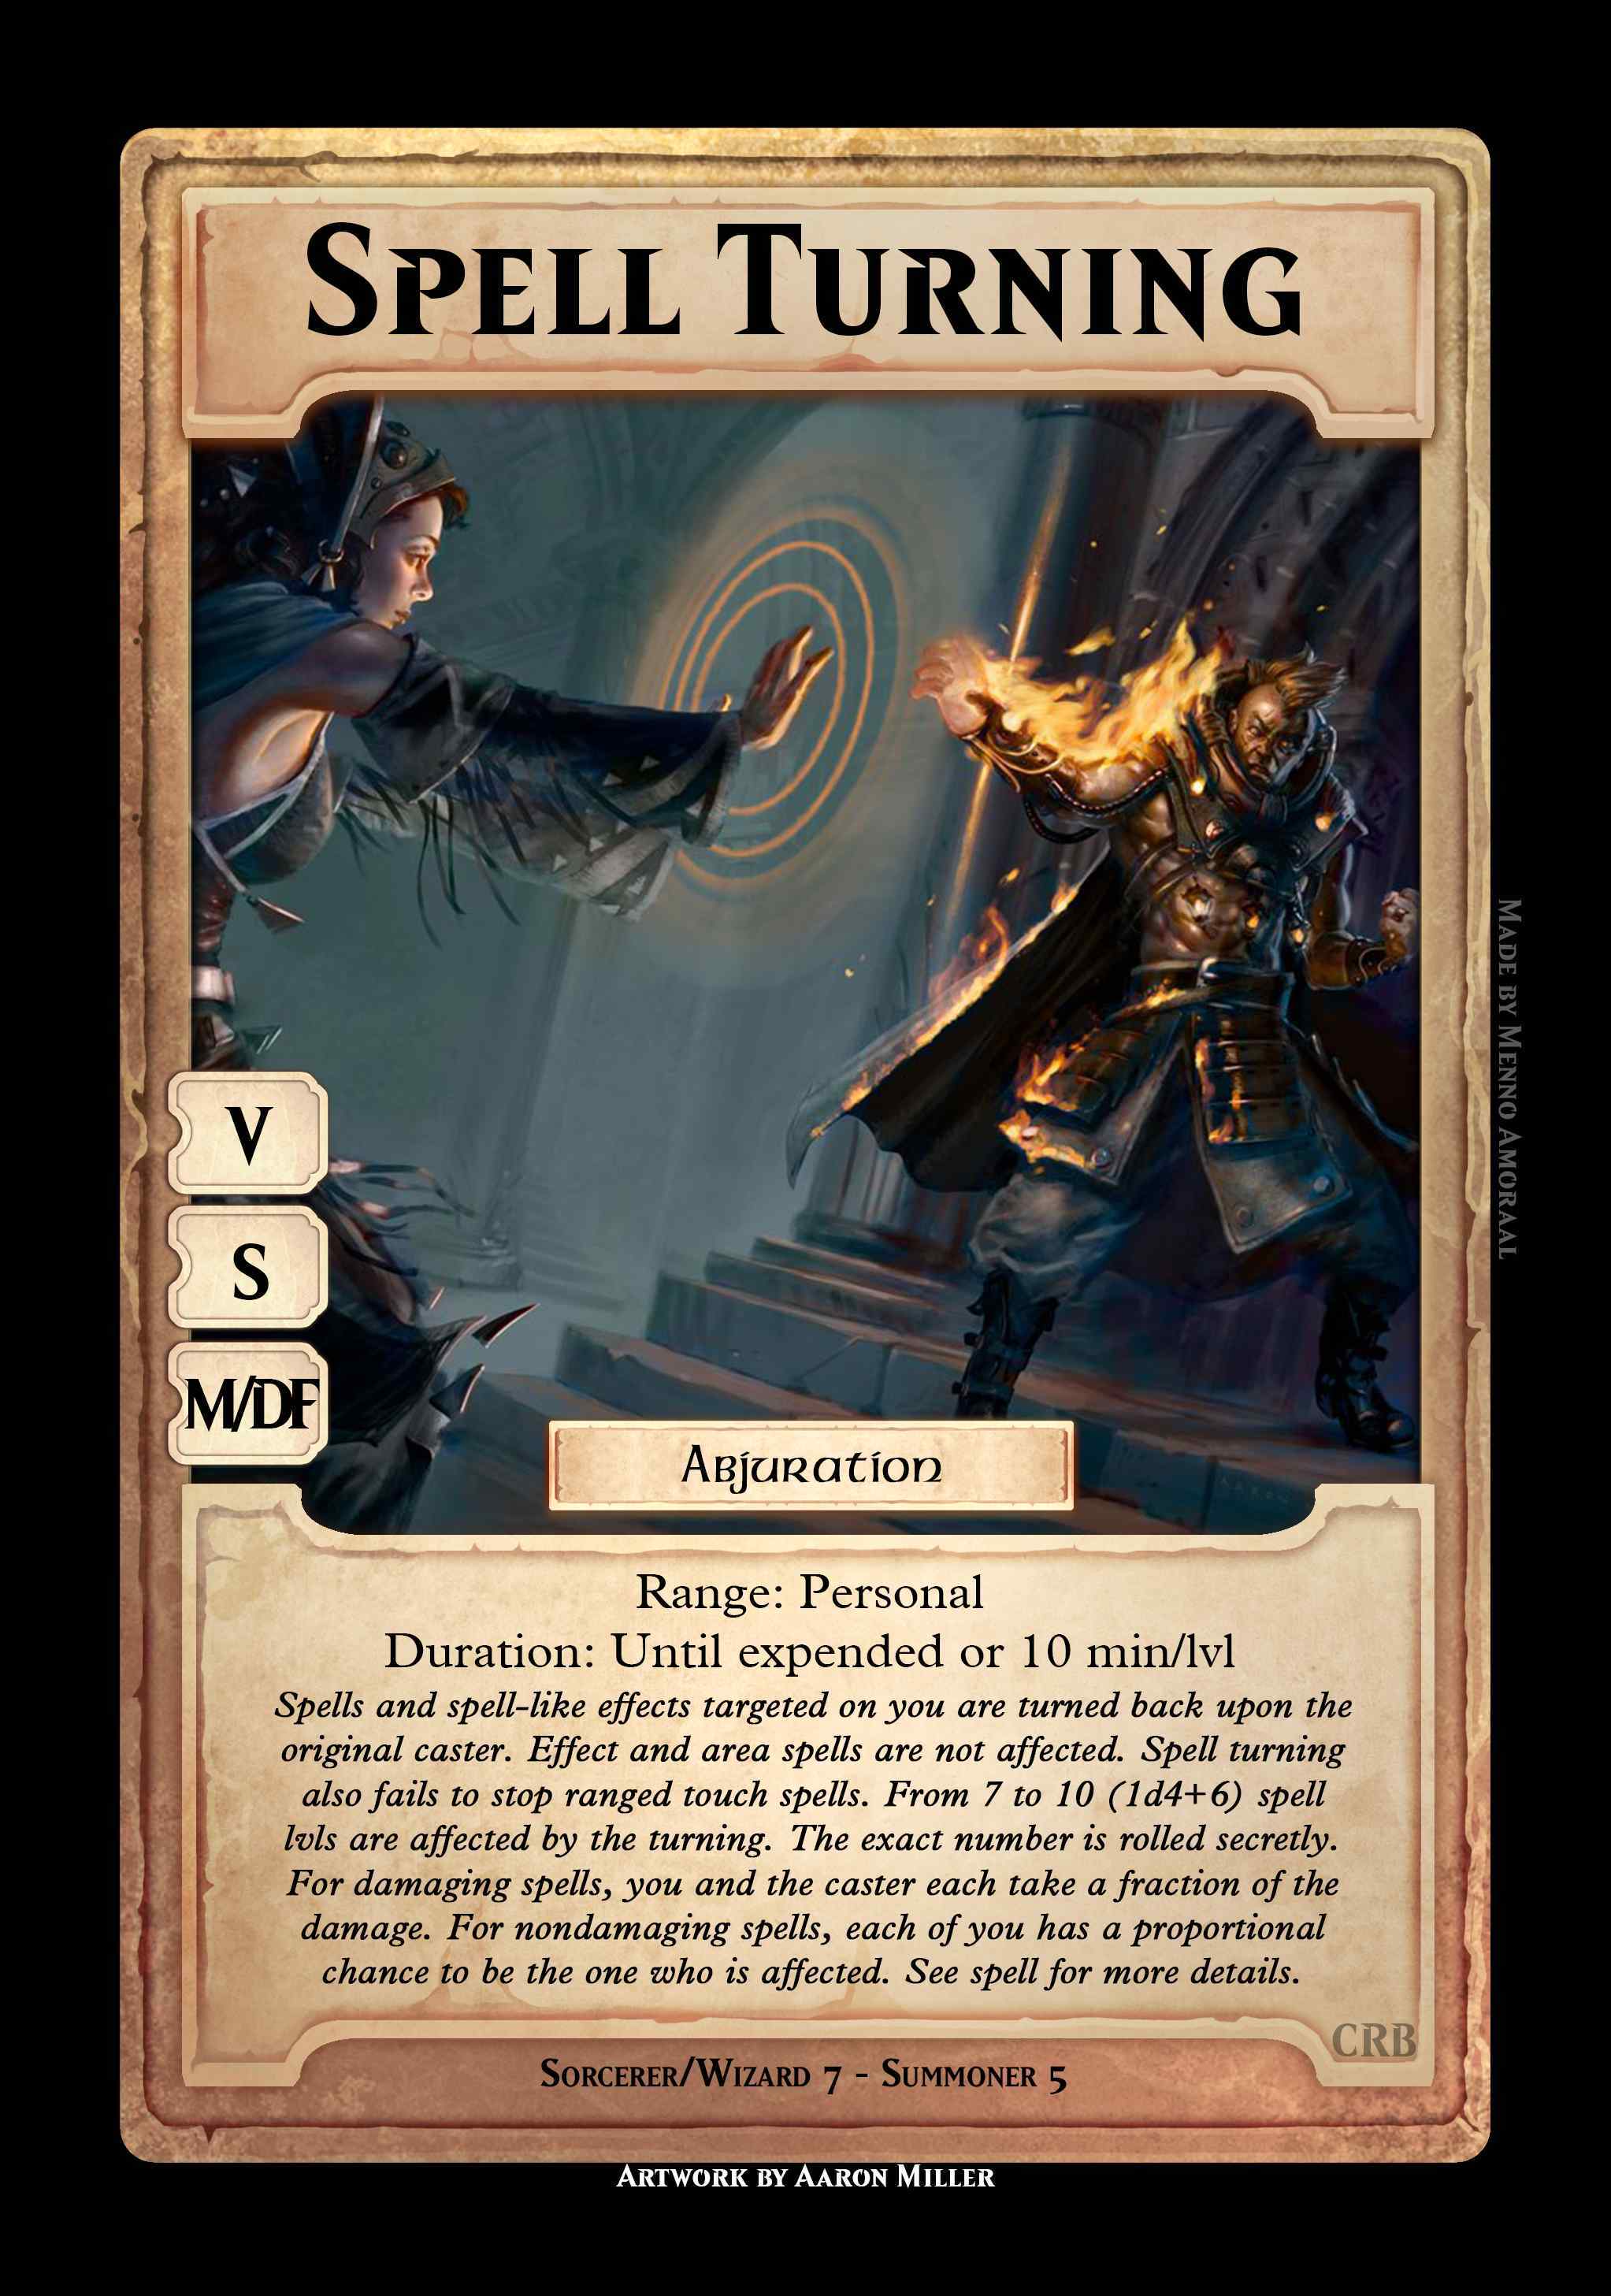 Spell Turning
V
S
M/DF
Abjuration
Range: Personal
Duration: Until expended or 10 min/lvl
Spells and spell-like effects targeted on you are turned back upon the
original caster. Effect and area spells are not affected. Spell turning
also fails to stop ranged touch spells. From 7 to 10 (1d4+6) spell
lvls are affected by the turning. The exact number is rolled secretly.
For damaging spells, you and the caster each take a fraction of the
damage. For nondamaging spells, each of you has a proportional
chance to be the one who is affected. See spell for more details.
CRB
Sorcerer/Wizard 7 - Summoner 5
Artwork by Aaron Miller
Made by Menno Amoraal